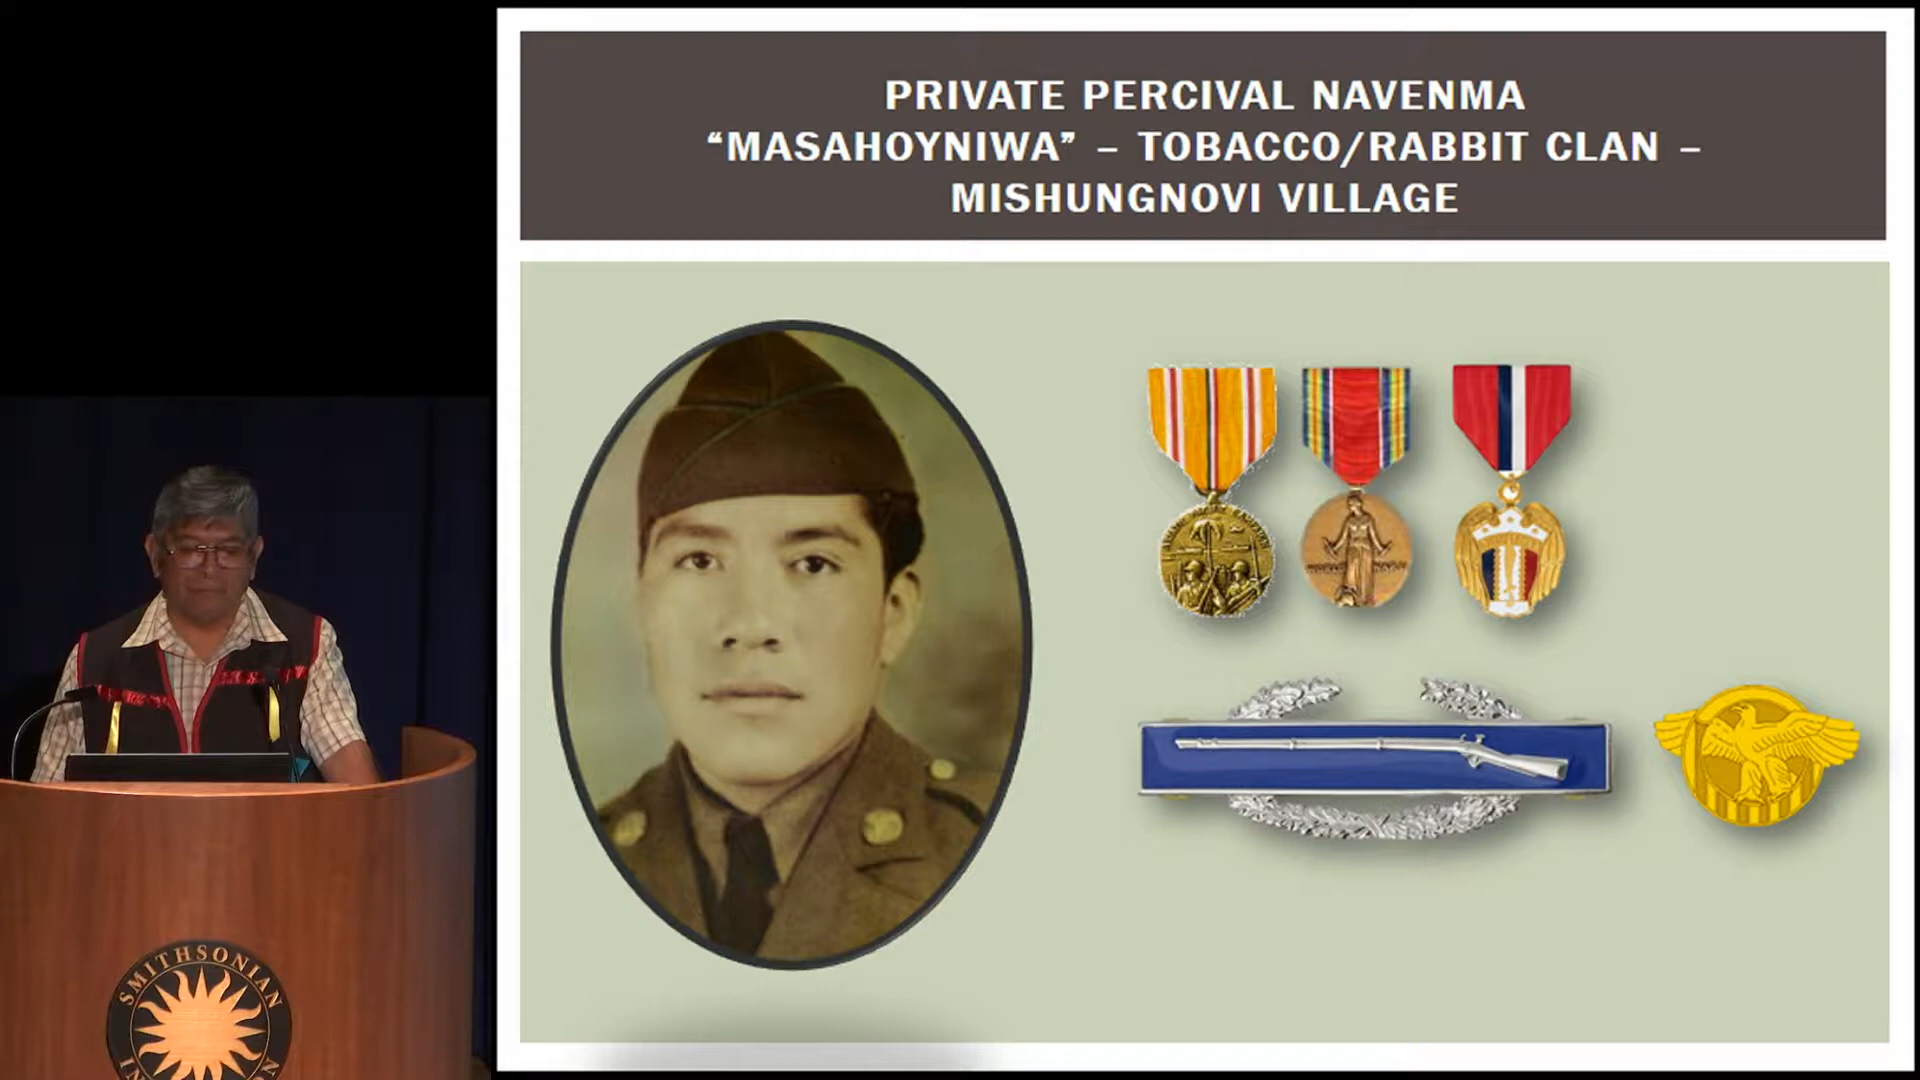 PRIVATE PERCIVAL NAVENMA
“MASAHOYNIWA” – TOBACCO/RABBIT CLAN –
MISHUNGNOVI VILLAGE
SMITHSONIAN